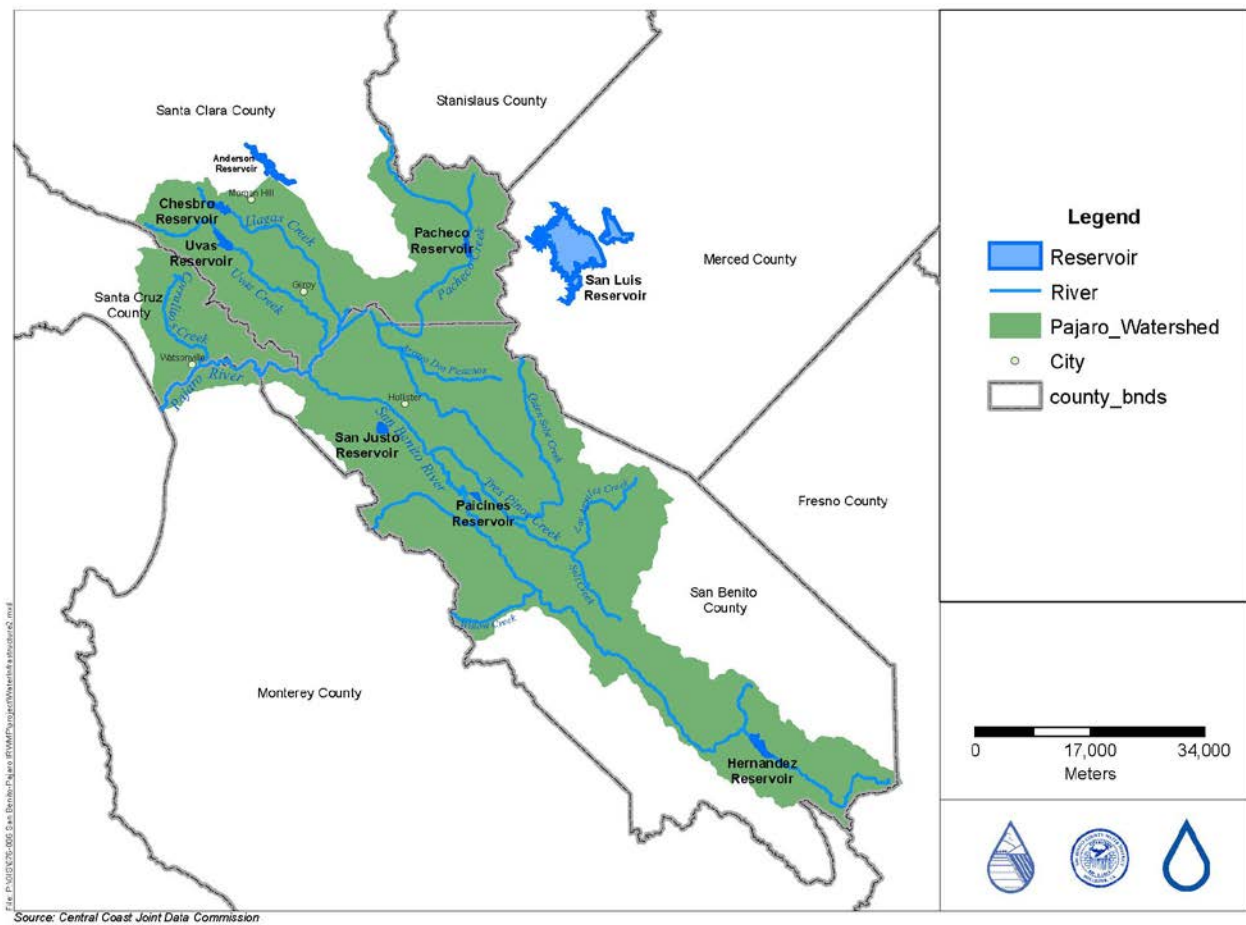 Stanislaus County
Santa Clara County
Anderson
Reservoir
Morgan Hill
Chesbro
Reservoir
Llagas Creek
Uvas
Reservoir
Pacheco
Reservoir
Pacheco Creek
San Luis
Reservoir
Merced County
Uvas Creek
Gilroy
Santa Cruz
County
Corralitos Creek
Watsonville
Pajaro River
Hollister
San Justo
Reservoir
San Benito River
Quien Sabe Creek
Tres Pinos Creek
Paicines
Reservoir
Fresno County
Salt Creek
San Benito
County
Monterey County
Hernandez
Reservoir
Legend
Reservoir
River
Pajaro_Watershed
City
county_bnds
0 17,000 34,000
Meters
Source: Central Coast Joint Data Commission